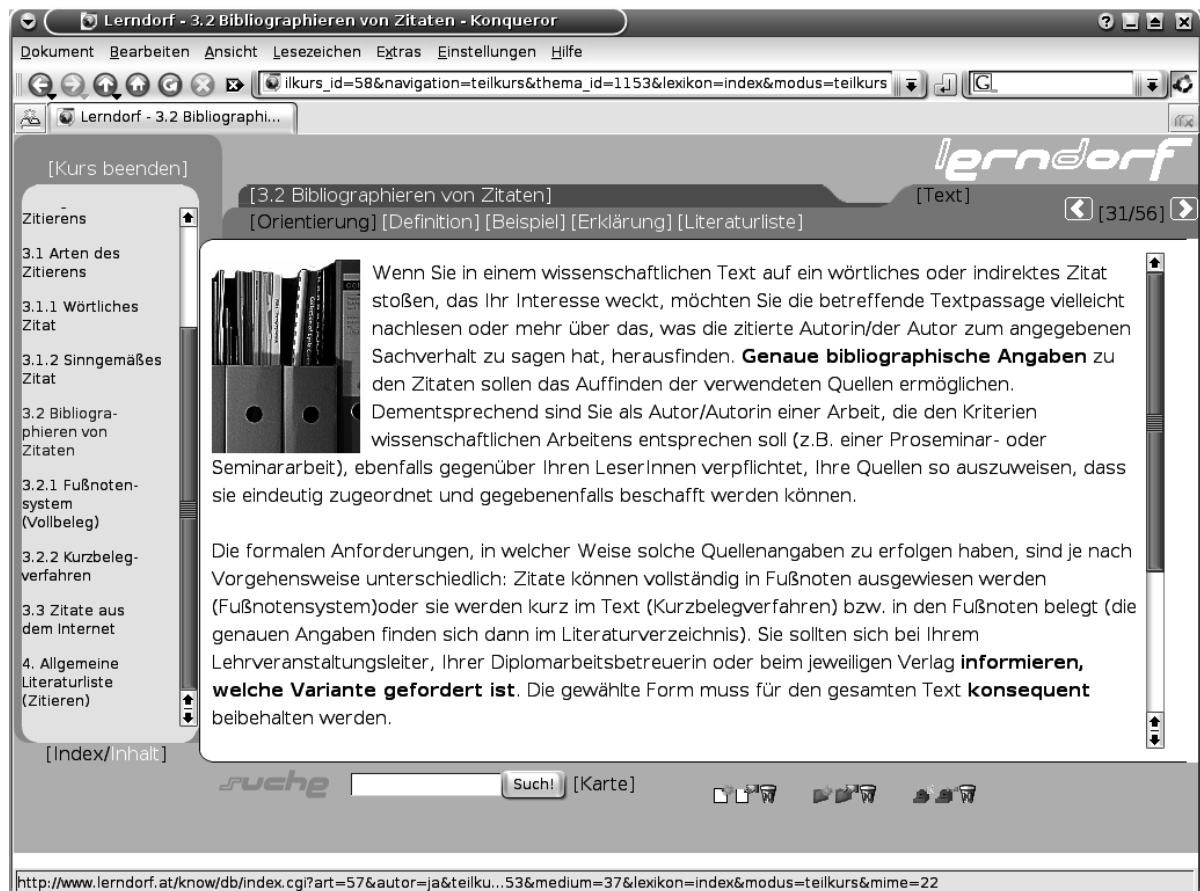 Lerndorf - 3.2 Bibliographieren von Zitaten - Konqueror
Dokument Bearbeiten Ansicht Lesezeichen Extras Einstellungen Hilfe
ilkurs_id=58&navigation=teilkurs&thema_id=1153&lexikon=index&modus=teilkurs
Lerndorf - 3.2 Bibliographi...
lerndorf
[Kurs beenden]
[3.2 Bibliographieren von Zitaten]
[Text]
[31/56]
[Orientierung] [Definition] [Beispiel] [Erklärung] [Literaturliste]
Zitierens
3.1 Arten des
Zitierens
3.1.1 Wörtliches
Zitat
3.1.2 Sinngemäßes
Zitat
3.2 Bibliogra-
phieren von
Zitaten
3.2.1 Fußnoten-
system
(Vollbeleg)
3.2.2 Kurzbeleg-
verfahren
3.3 Zitate aus
dem Internet
4. Allgemeine
Literaturliste
(Zitieren)
[Index/Inhalt]
Wenn Sie in einem wissenschaftlichen Text auf ein wörtliches oder indirektes Zitat
stoßen, das Ihr Interesse weckt, möchten Sie die betreffende Textpassage vielleicht
nachlesen oder mehr über das, was die zitierte Autorin/der Autor zum angegebenen
Sachverhalt zu sagen hat, herausfinden. Genaue bibliographische Angaben zu
den Zitaten sollen das Auffinden der verwendeten Quellen ermöglichen.
Dementsprechend sind Sie als Autor/Autorin einer Arbeit, die den Kriterien
wissenschaftlichen Arbeitens entsprechen soll (z.B. einer Proseminar- oder
Seminararbeit), ebenfalls gegenüber Ihren LeserInnen verpflichtet, Ihre Quellen so auszuweisen, dass
sie eindeutig zugeordnet und gegebenenfalls beschafft werden können.
Die formalen Anforderungen, in welcher Weise solche Quellenangaben zu erfolgen haben, sind je nach
Vorgehensweise unterschiedlich: Zitate können vollständig in Fußnoten ausgewiesen werden
(Fußnotensystem)oder sie werden kurz im Text (Kurzbelegverfahren) bzw. in den Fußnoten belegt (die
genauen Angaben finden sich dann im Literaturverzeichnis). Sie sollten sich bei Ihrem
Lehrveranstaltungsleiter, Ihrer Diplomarbeitsbetreuerin oder beim jeweiligen Verlag informieren,
welche Variante gefordert ist. Die gewählte Form muss für den gesamten Text konsequent
beibehalten werden.
suche
Such!
[Karte]
http://www.lerndorf.at/know/db/index.cgi?art=57&autor=ja&teilku...53&medium=37&lexikon=index&modus=teilkurs&mime=22